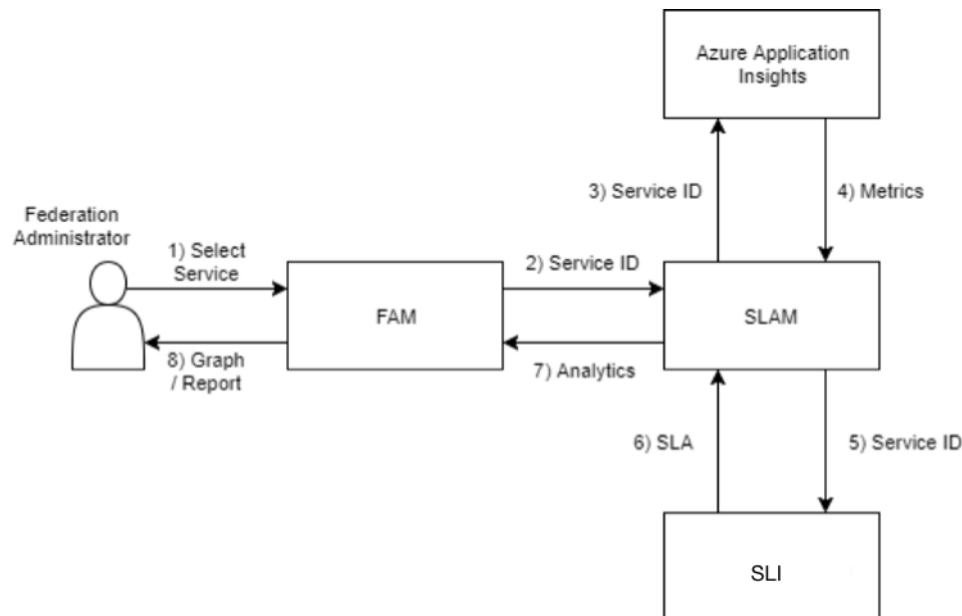 Azure Application
Insights
3) Service ID
4) Metrics
Federation
Administrator
1) Select
Service
2) Service ID
FAM
SLAM
8) Graph
/ Report
7) Analytics
6) SLA
5) Service ID
SLI